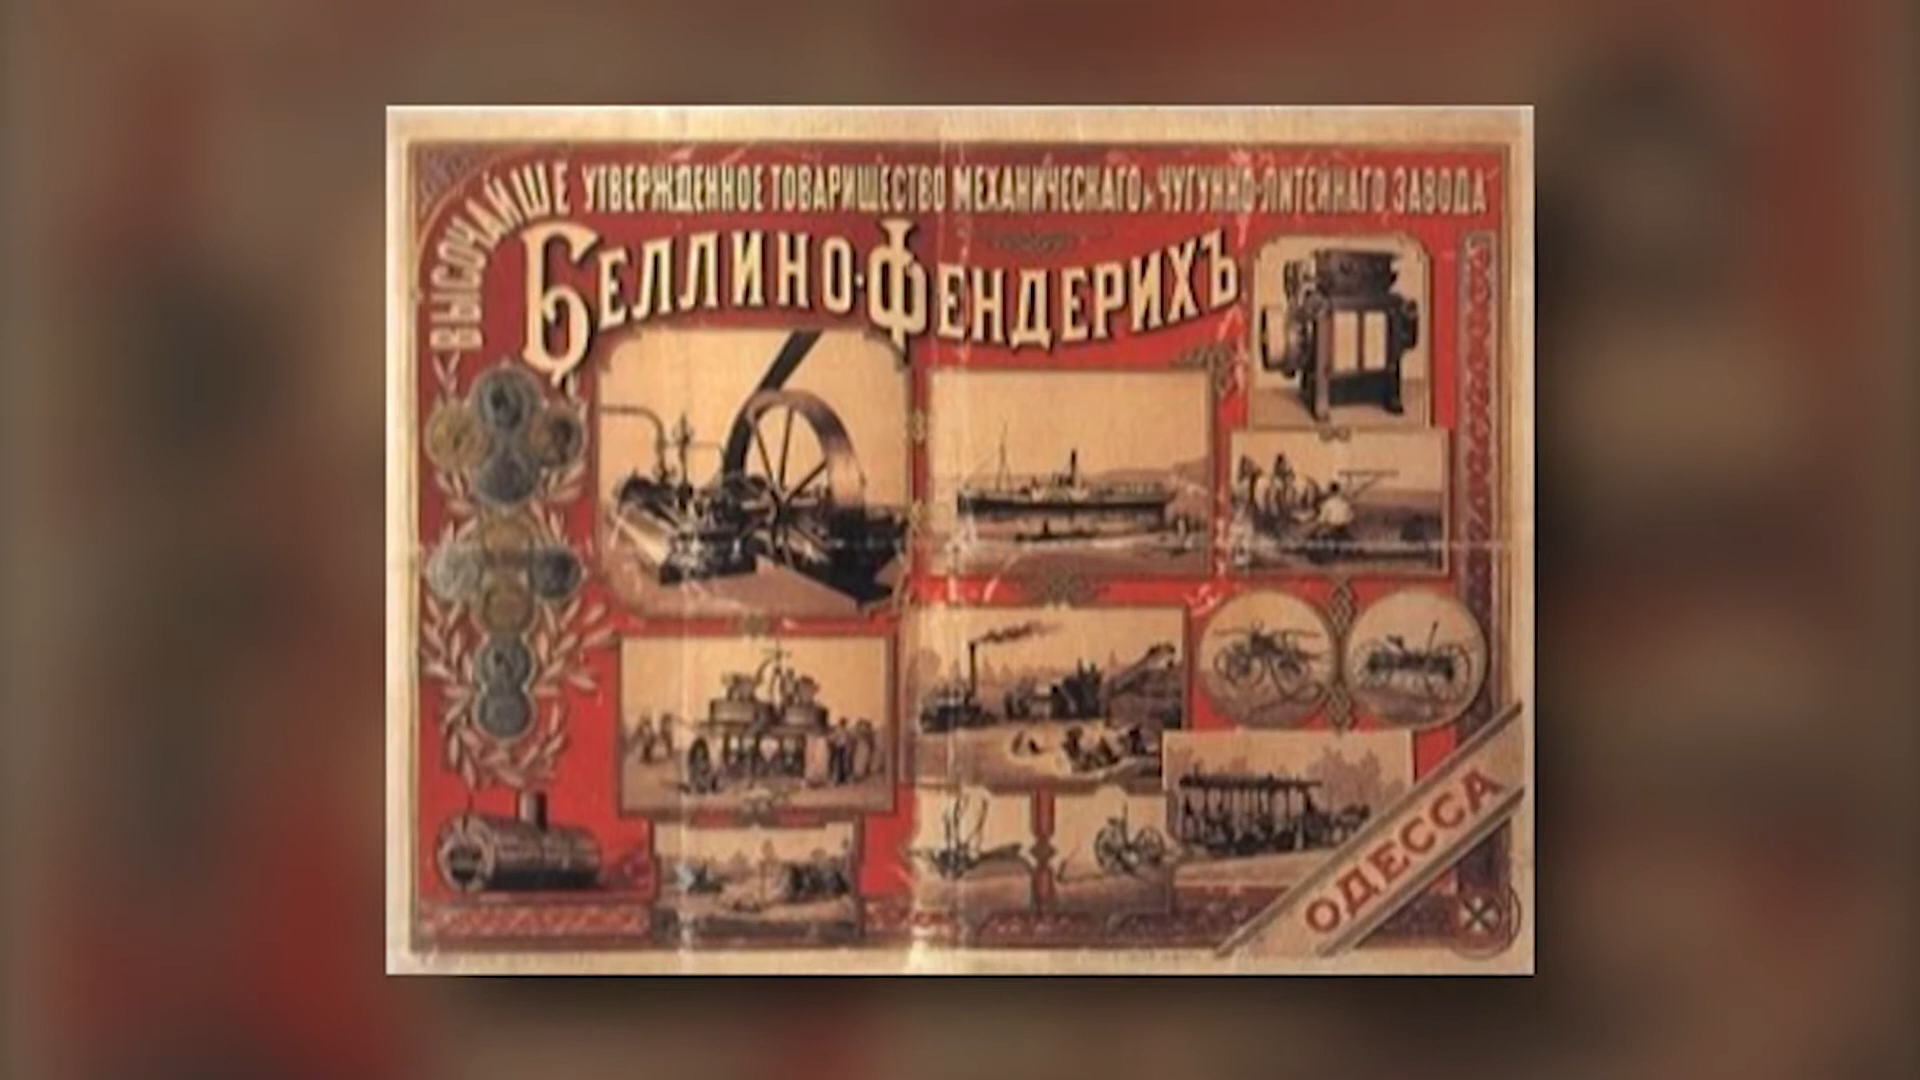 ВЫСОЧАЙШЕ УТВЕРЖДЕННОЕ ТОВАРИЩЕСТВО МЕХАНИЧЕСКАГО и ЧУГУННО-ЛИТЕЙНАГО ЗАВОДА
БЕЛЛИНО-ФЕНДЕРИХЪ
ОДЕССА